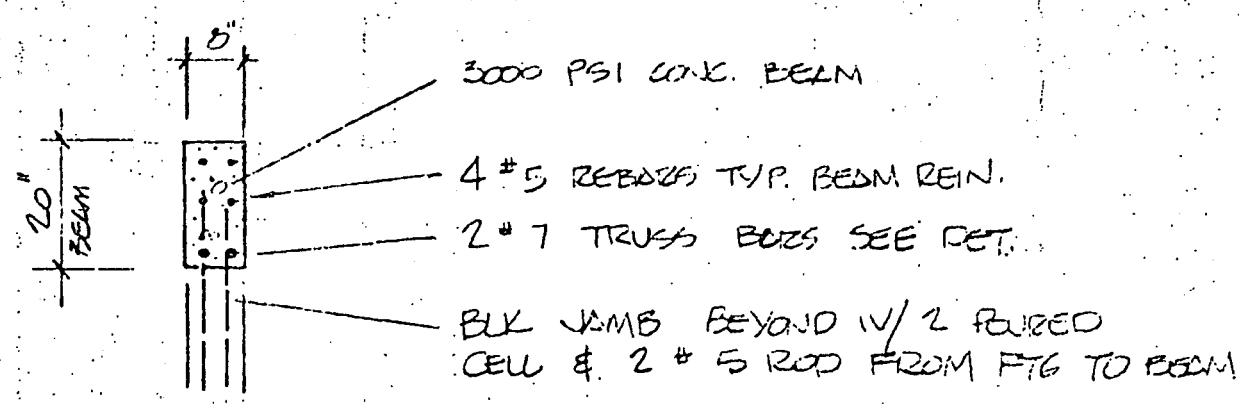 8"
3000 PSI CONC. BEAM
20"
BEAM
4 #5 REBARS TYP. BEAM REIN.
2 #7 TRUSS BARS SEE DET.
BLK JAMB BEYOND W/ 2 POURED
CELL & 2 #5 ROD FROM FTG TO BEAM